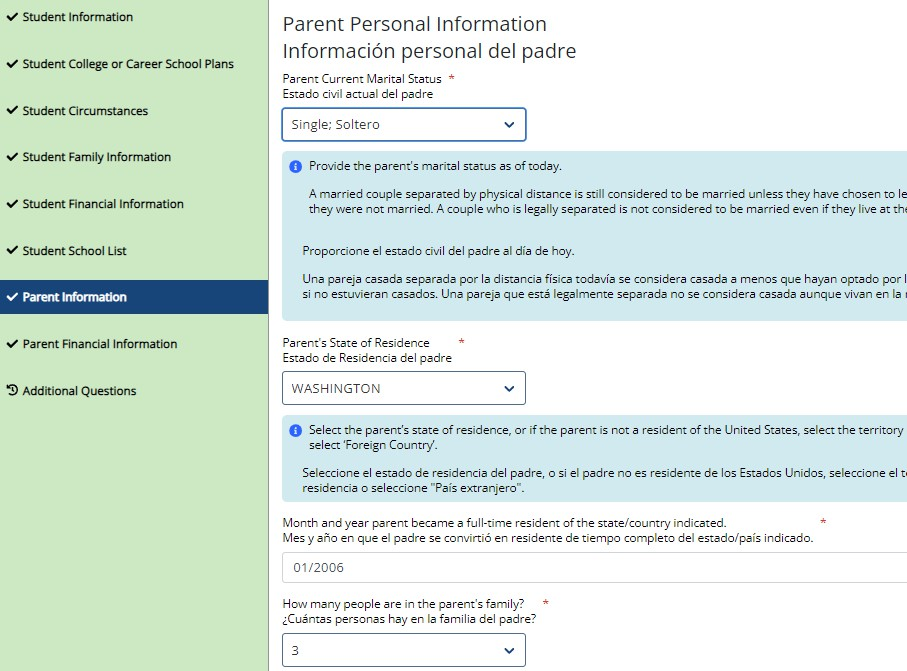 Student Information
Student College or Career School Plans
Student Circumstances
Student Family Information
Student Financial Information
Student School List
Parent Information
Parent Financial Information
Additional Questions
Parent Personal Information
Información personal del padre
Parent Current Marital Status *
Estado civil actual del padre
Single; Soltero
Provide the parent's marital status as of today.
A married couple separated by physical distance is still considered to be married unless they have chosen to
they were not married. A couple who is legally separated is not considered to be married even if they live at
Proporcione el estado civil del padre al día de hoy.
Una pareja casada separada por la distancia física todavía se considera casada a menos que hayan optado por
si no estuvieran casados. Una pareja que está legalmente separada no se considera casada aunque vivan en la
Parent's State of Residence *
Estado de Residencia del padre
WASHINGTON
Select the parent’s state of residence, or if the parent is not a resident of the United States, select the territory
select ‘Foreign Country’.
Seleccione el estado de residencia del padre, o si el padre no es residente de los Estados Unidos, seleccione el
residencia o seleccione "País extranjero".
Month and year parent became a full-time resident of the state/country indicated. *
Mes y año en que el padre se convirtió en residente de tiempo completo del estado/país indicado.
01/2006
How many people are in the parent's family? *
¿Cuántas personas hay en la familia del padre?
3